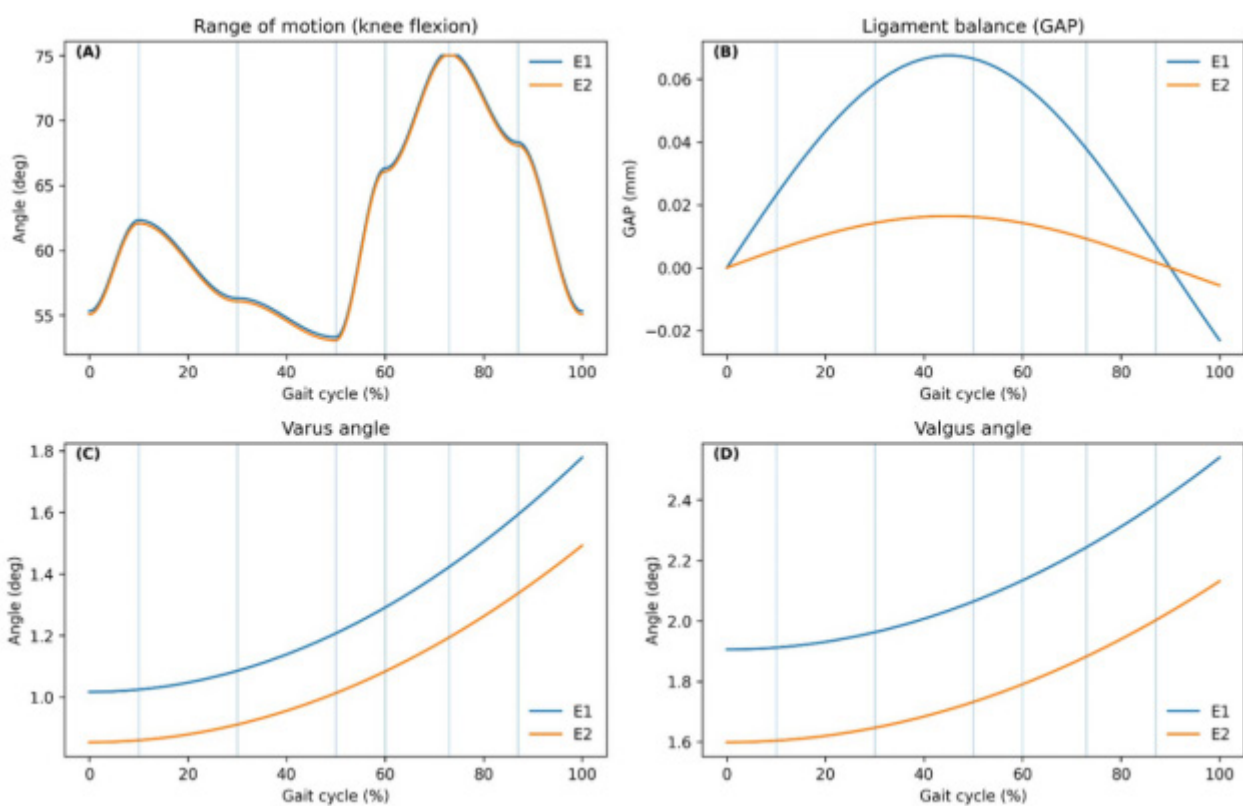 Range of motion (knee flexion)
(A)
E1
E2
75
70
65
60
55
Angle (deg)
0 20 40 60 80 100
Gait cycle (%)
Ligament balance (GAP)
(B)
E1
E2
0.06
0.04
0.02
0.00
−0.02
GAP (mm)
0 20 40 60 80 100
Gait cycle (%)
Varus angle
(C)
1.8
1.6
1.4
1.2
1.0
Angle (deg)
E1
E2
0 20 40 60 80 100
Gait cycle (%)
Valgus angle
(D)
2.4
2.2
2.0
1.8
1.6
Angle (deg)
E1
E2
0 20 40 60 80 100
Gait cycle (%)